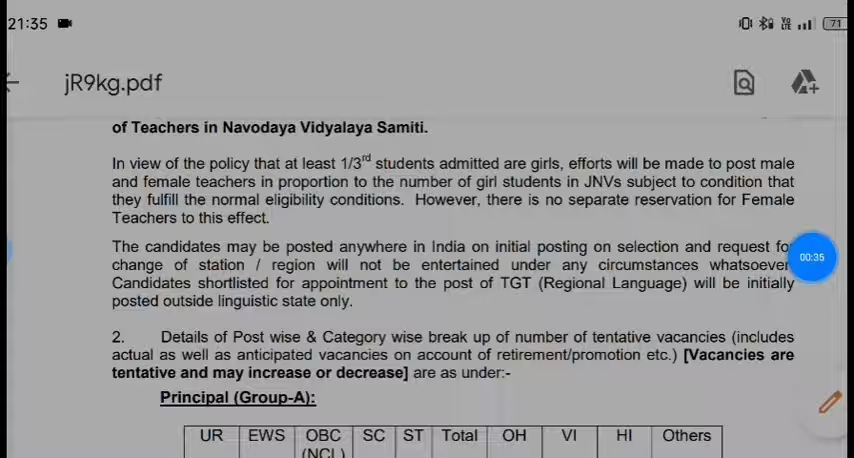 21:35
Vo LTE 71
jR9kg.pdf
of Teachers in Navodaya Vidyalaya Samiti.
In view of the policy that at least 1/3rd students admitted are girls, efforts will be made to post male
and female teachers in proportion to the number of girl students in JNVs subject to condition that
they fulfill the normal eligibility conditions. However, there is no separate reservation for Female
Teachers to this effect.
The candidates may be posted anywhere in India on initial posting on selection and request fo
change of station / region will not be entertained under any circumstances whatsoever
00:35
Candidates shortlisted for appointment to the post of TGT (Regional Language) will be initially
posted outside linguistic state only.
2. Details of Post wise & Category wise break up of number of tentative vacancies (includes
actual as well as anticipated vacancies on account of retirement/promotion etc.) [Vacancies are
tentative and may increase or decrease] are as under:-
Principal (Group-A):
UR EWS OBC SC ST Total OH VI HI Others
(NCL)